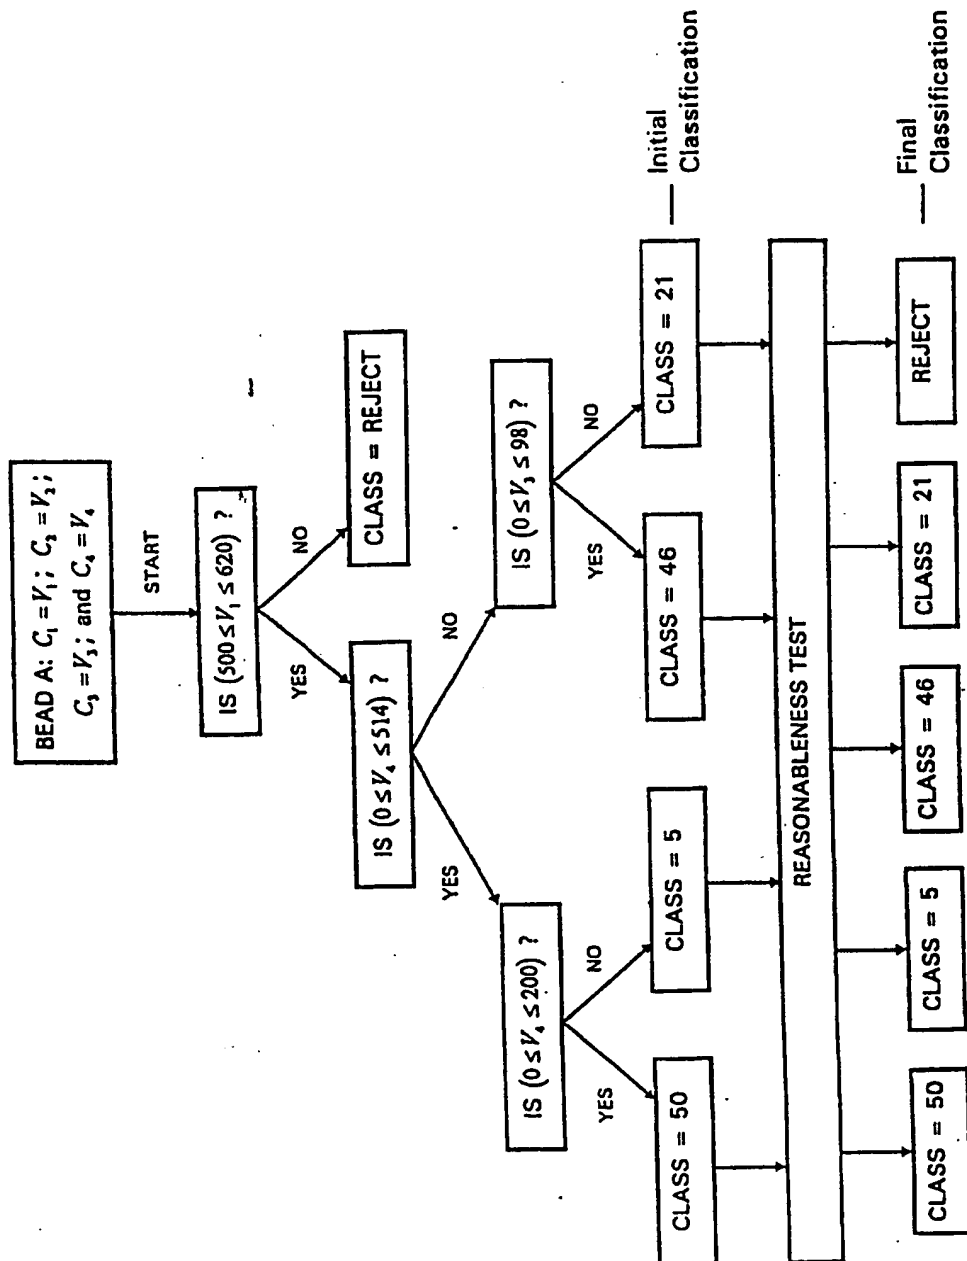 BEAD A: C₁ = V₁; C₂ = V₂;
C₃ = V₃; and C₄ = V₄
START
IS (500 ≤ V₁ ≤ 620) ?
YES
NO
IS (0 ≤ V₄ ≤ 514) ?
CLASS = REJECT
YES
NO
IS (0 ≤ V₄ ≤ 200) ?
IS (0 ≤ V₃ ≤ 98) ?
YES
NO
YES
NO
CLASS = 50
CLASS = 5
CLASS = 46
CLASS = 21
Initial
Classification
REASONABLENESS TEST
CLASS = 50
CLASS = 5
CLASS = 46
CLASS = 21
REJECT
Final
Classification